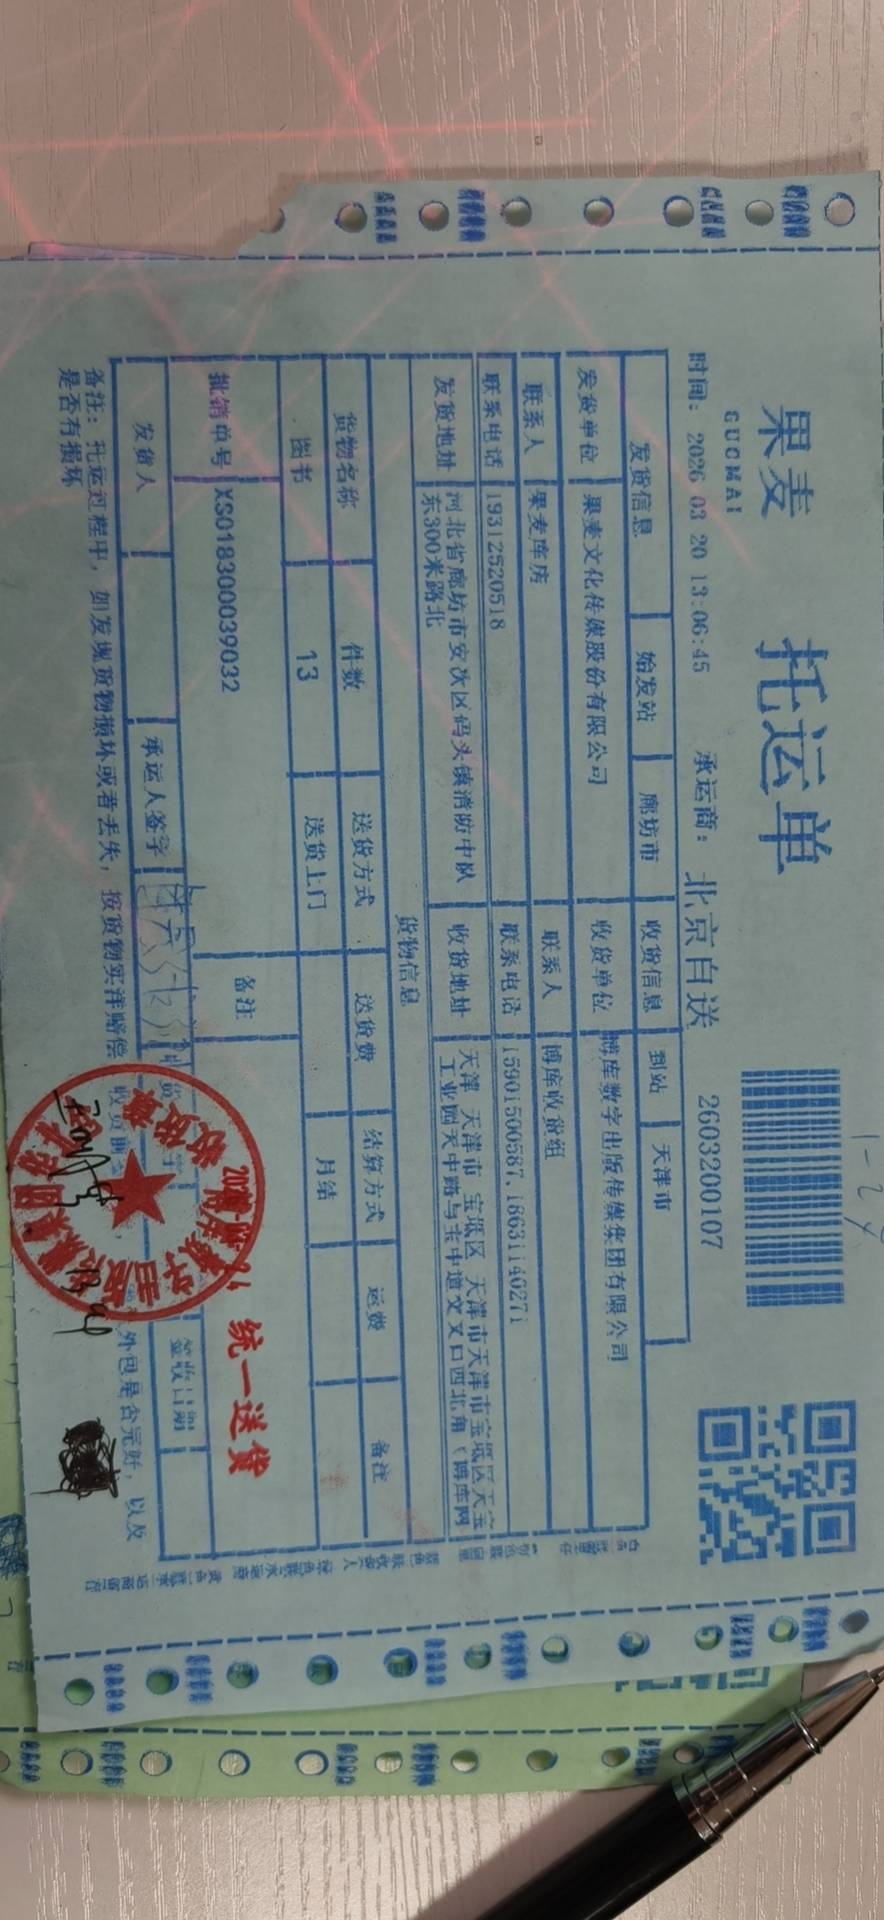 果麦
GUOMAI
托运单
1-24
时间: 2026 03 20 13:06:45 承运商: 北京自送 2603200107
发货信息 始发站 廊坊市 收货信息 到站 天津市
发货单位 果麦文化传媒股份有限公司 收货单位 博库数字出版传媒集团有限公司
联系人 果麦库房 联系人 博库收货组
联系电话 19312520518 联系电话 15901500587,18631140271
发货地址 河北省廊坊市安次区码头镇消防中队 收货地址 天津 天津市 宝坻区 天津市天津市宝坻区天宝
东300米路北 工业园天中路与宝中道交叉口西北角（博库网
货物信息
货物名称 件数 送货方式 送货费 结算方式 运费 备注
图书 13 送货上门 月结
批销单号 XS018300039032 备注
统一送货
发货人 承运人签字 签收日期
备注: 托运过程中, 如发现货物损坏或者丢失, 按货物实洋赔偿 外包是否完好, 以及
是否有损坏
收货章